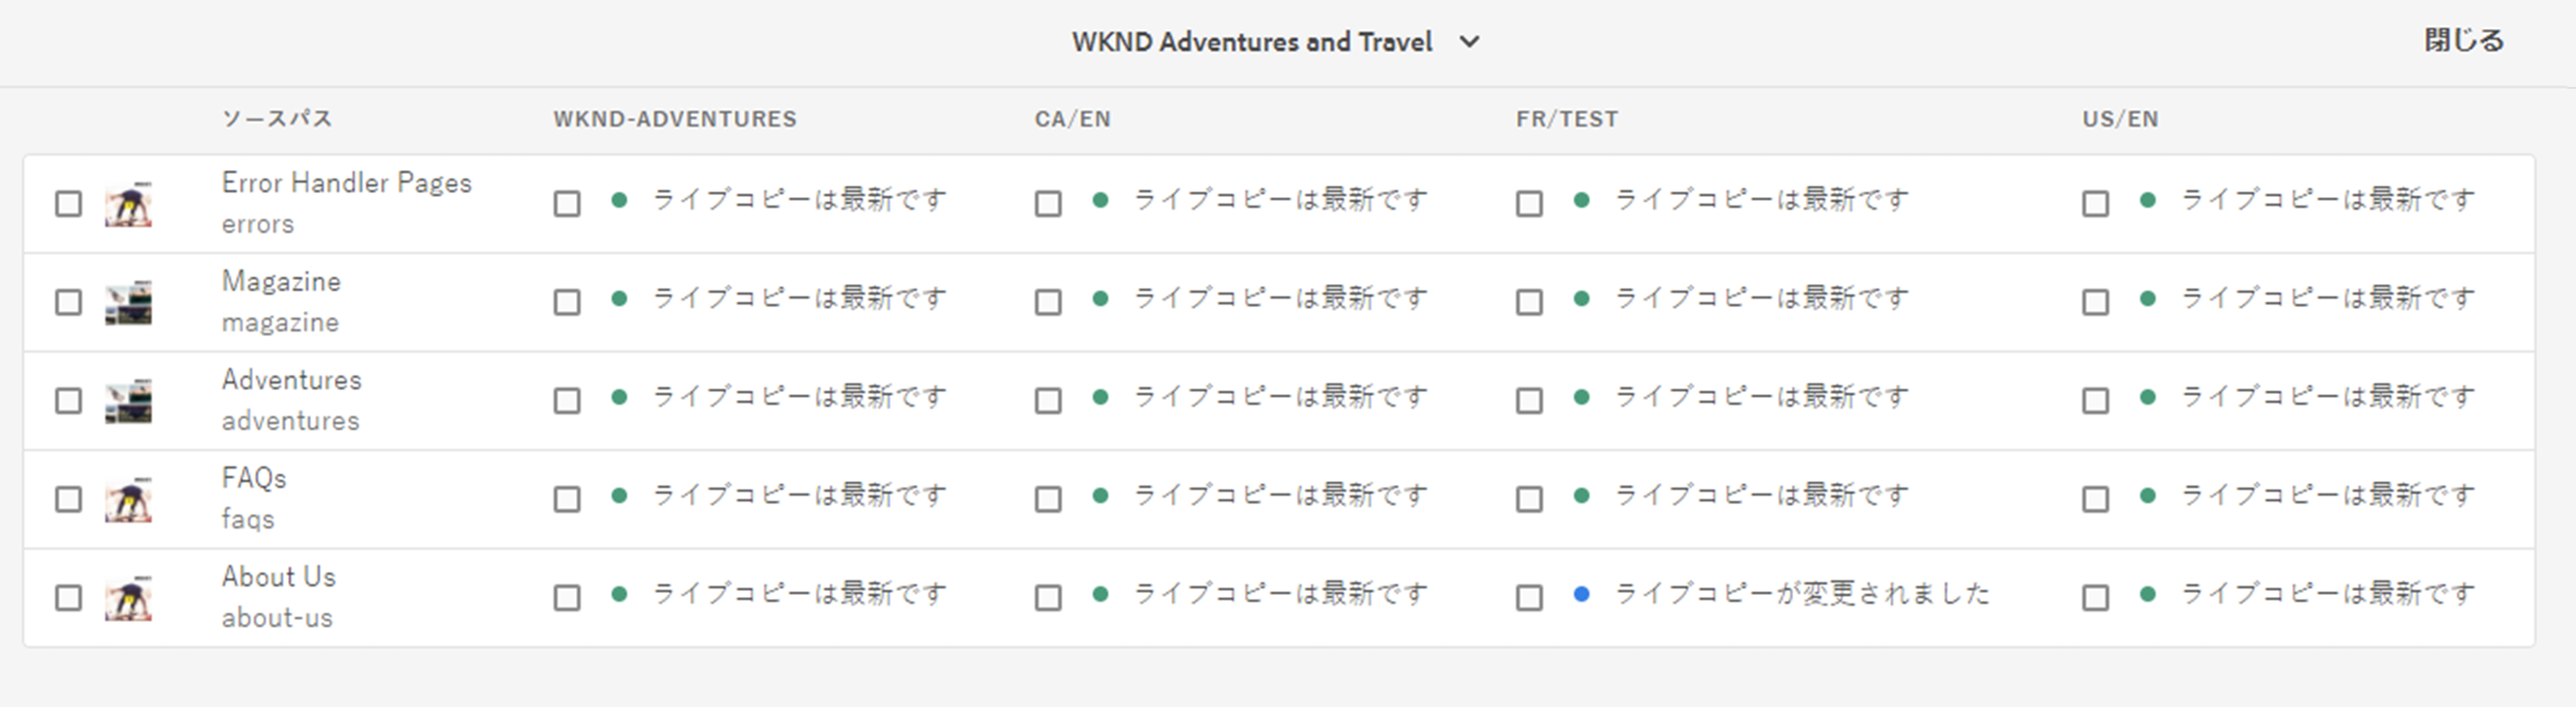 WKND Adventures and Travel 閉じる
ソースパス WKND-ADVENTURES CA/EN FR/TEST US/EN
Error Handler Pages
errors
ライブコピーは最新です ライブコピーは最新です ライブコピーは最新です ライブコピーは最新です
Magazine
magazine
ライブコピーは最新です ライブコピーは最新です ライブコピーは最新です ライブコピーは最新です
Adventures
adventures
ライブコピーは最新です ライブコピーは最新です ライブコピーは最新です ライブコピーは最新です
FAQs
faqs
ライブコピーは最新です ライブコピーは最新です ライブコピーは最新です ライブコピーは最新です
About Us
about-us
ライブコピーは最新です ライブコピーは最新です ライブコピーが変更されました ライブコピーは最新です